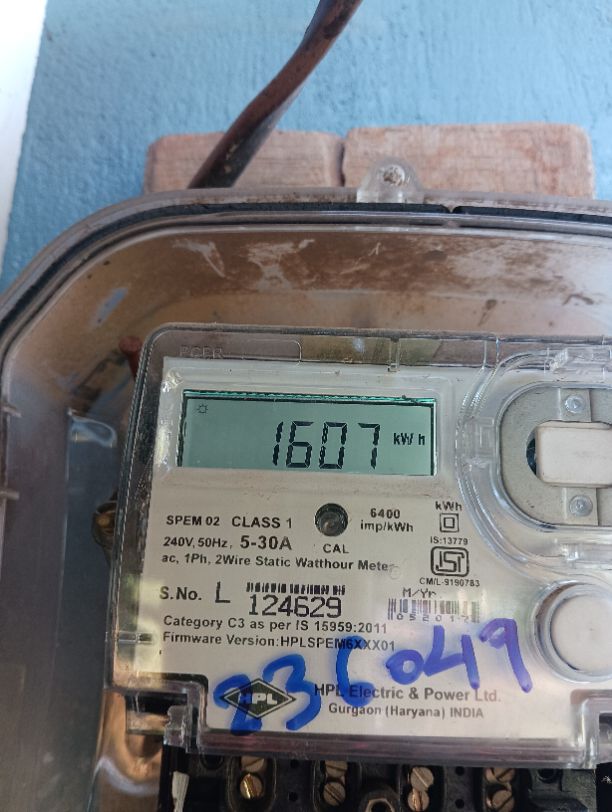 1607 kWh
SPEM 02 CLASS 1
240V, 50Hz, 5-30A
ac, 1Ph, 2Wire Static Watthour Meter
CAL
6400
imp/kWh
kWh
IS:13779
ISI
CM/L-9190783
S.No. L 124629
M/Yr
052017
Category C3 as per IS 15959:2011
Firmware Version:HPLSPEM6XXX01
236049
HPL
HPL Electric & Power Ltd.
Gurgaon (Haryana) INDIA